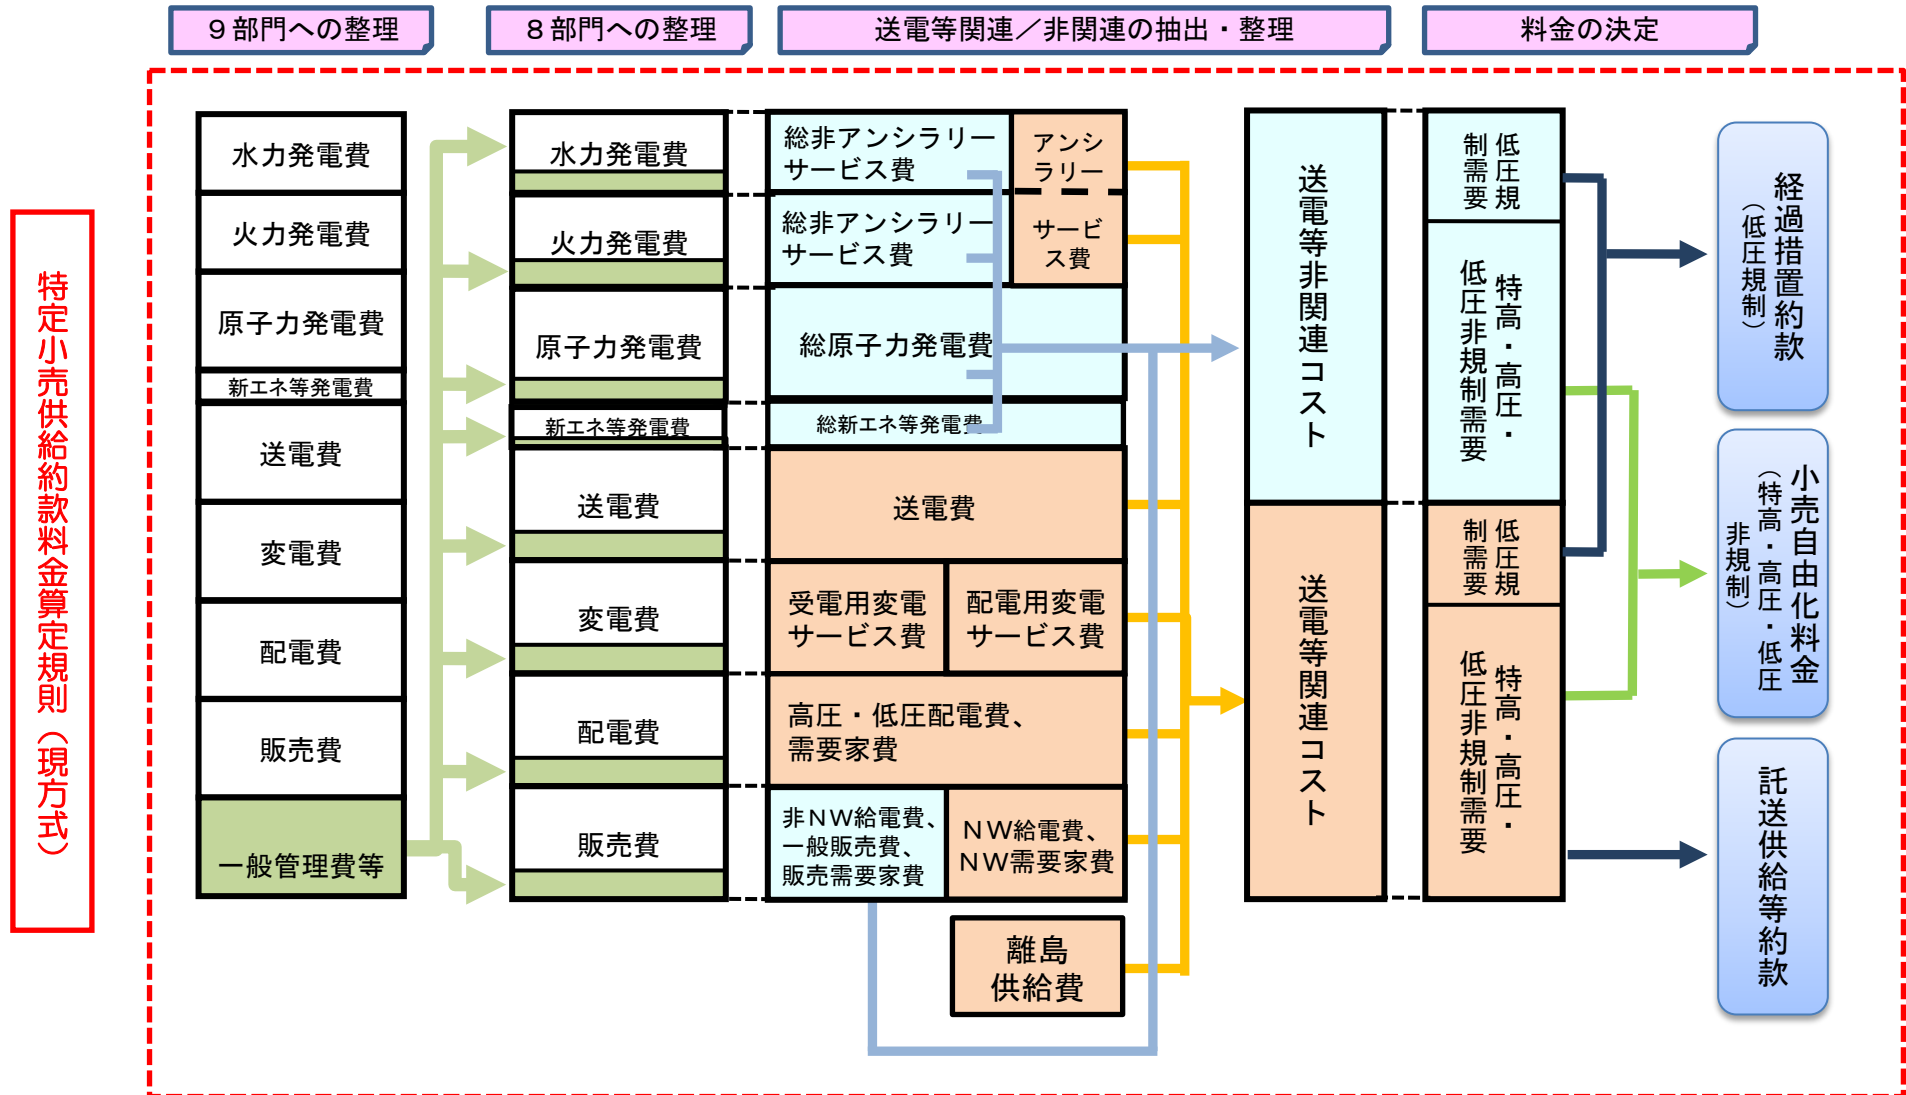 ９部門への整理
８部門への整理
送電等関連／非関連の抽出・整理
料金の決定
特定小売供給約款料金算定規則（現方式）
水力発電費
火力発電費
原子力発電費
新エネ等発電費
送電費
変電費
配電費
販売費
一般管理費等
水力発電費
火力発電費
原子力発電費
新エネ等発電費
送電費
変電費
配電費
販売費
総非アンシラリー
サービス費
アンシ
ラリー
総非アンシラリー
サービス費
サービ
ス費
総原子力発電費
総新エネ等発電費
送電費
受電用変電
サービス費
配電用変電
サービス費
高圧・低圧配電費、
需要家費
非ＮＷ給電費、
一般販売費、
販売需要家費
ＮＷ給電費、
ＮＷ需要家費
離島
供給費
送電等非関連コスト
送電等関連コスト
低圧規
制需要
特高・高圧・
低圧非規制需要
低圧規
制需要
特高・高圧・
低圧非規制需要
経過措置約款
（低圧規制）
小売自由化料金
（特高・高圧・低圧
非規制）
託送供給等約款